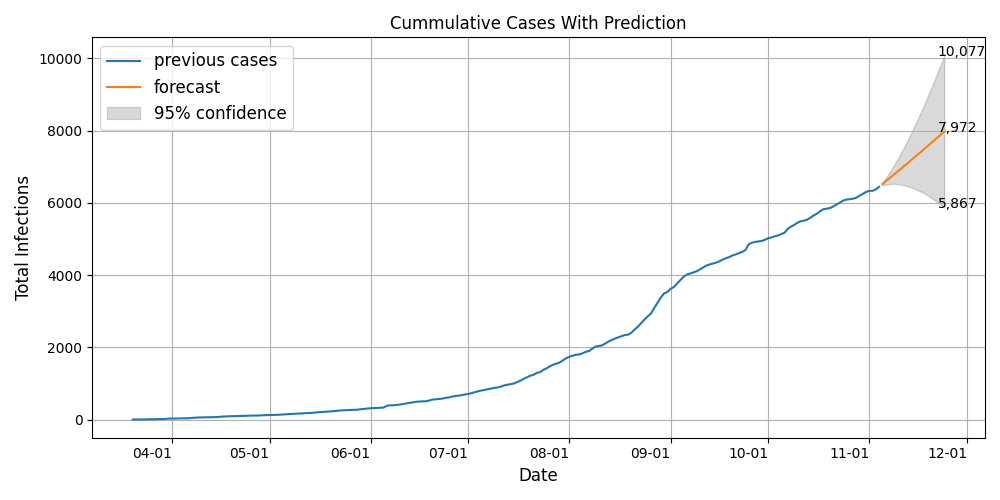 Cummulative Cases With Prediction
previous cases
forecast
95% confidence
10,077
7,972
5,867
Total Infections
10000
8000
6000
4000
2000
0
04-01 05-01 06-01 07-01 08-01 09-01 10-01 11-01 12-01
Date